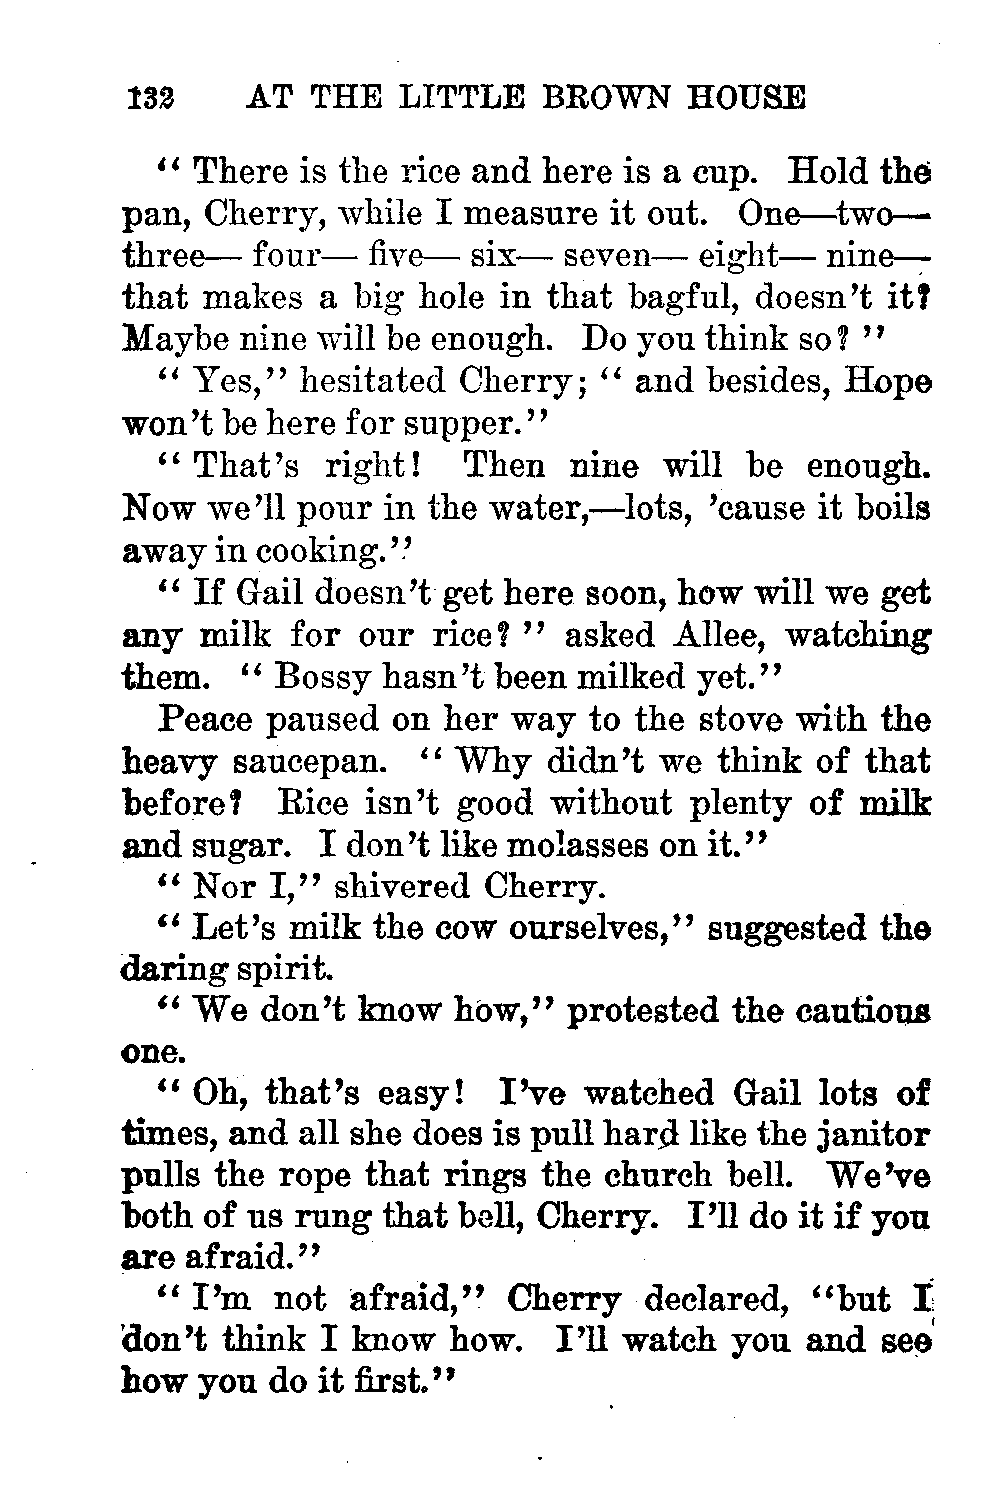 132 AT THE LITTLE BROWN HOUSE
“ There is the rice and here is a cup. Hold the
pan, Cherry, while I measure it out. One—two—
three— four— five— six— seven— eight— nine—
that makes a big hole in that bagful, doesn’t it?
Maybe nine will be enough. Do you think so? ”
“ Yes,” hesitated Cherry; “ and besides, Hope
won’t be here for supper.”
“ That’s right! Then nine will be enough.
Now we’ll pour in the water,—lots, ’cause it boils
away in cooking.”
“ If Gail doesn’t get here soon, how will we get
any milk for our rice? ” asked Allee, watching
them. “ Bossy hasn’t been milked yet.”
Peace paused on her way to the stove with the
heavy saucepan. “ Why didn’t we think of that
before? Rice isn’t good without plenty of milk
and sugar. I don’t like molasses on it.”
“ Nor I,” shivered Cherry.
“ Let’s milk the cow ourselves,” suggested the
daring spirit.
“ We don’t know how,” protested the cautious
one.
“ Oh, that’s easy! I’ve watched Gail lots of
times, and all she does is pull hard like the janitor
pulls the rope that rings the church bell. We’ve
both of us rung that bell, Cherry. I’ll do it if you
are afraid.”
“ I’m not afraid,” Cherry declared, “but I
don’t think I know how. I’ll watch you and see
how you do it first.”